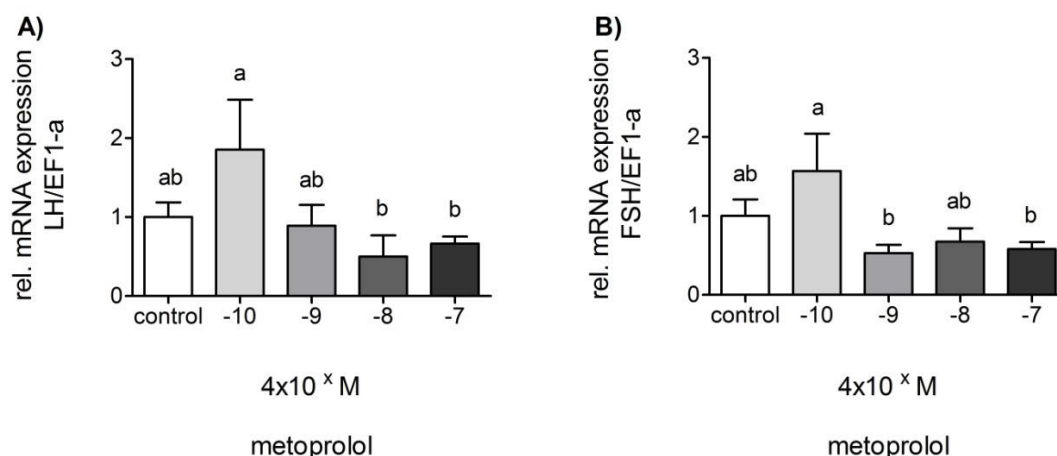 A)
rel. mRNA expression
LH/EF1-a
3
2
1
0
ab
a
ab
b
b
control
-10
-9
-8
-7
4x10 ˣ M
metoprolol
B)
rel. mRNA expression
FSH/EF1-a
3
2
1
0
ab
a
b
ab
b
control
-10
-9
-8
-7
4x10 ˣ M
metoprolol